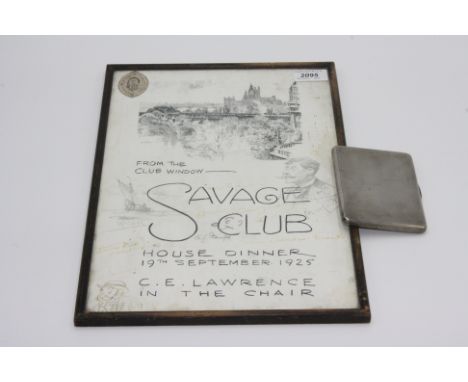 2095
FROM THE
CLUB WINDOW
SAVAGE
CLUB
HOUSE DINNER
19TH SEPTEMBER 1925
C.E. LAWRENCE
IN THE CHAIR